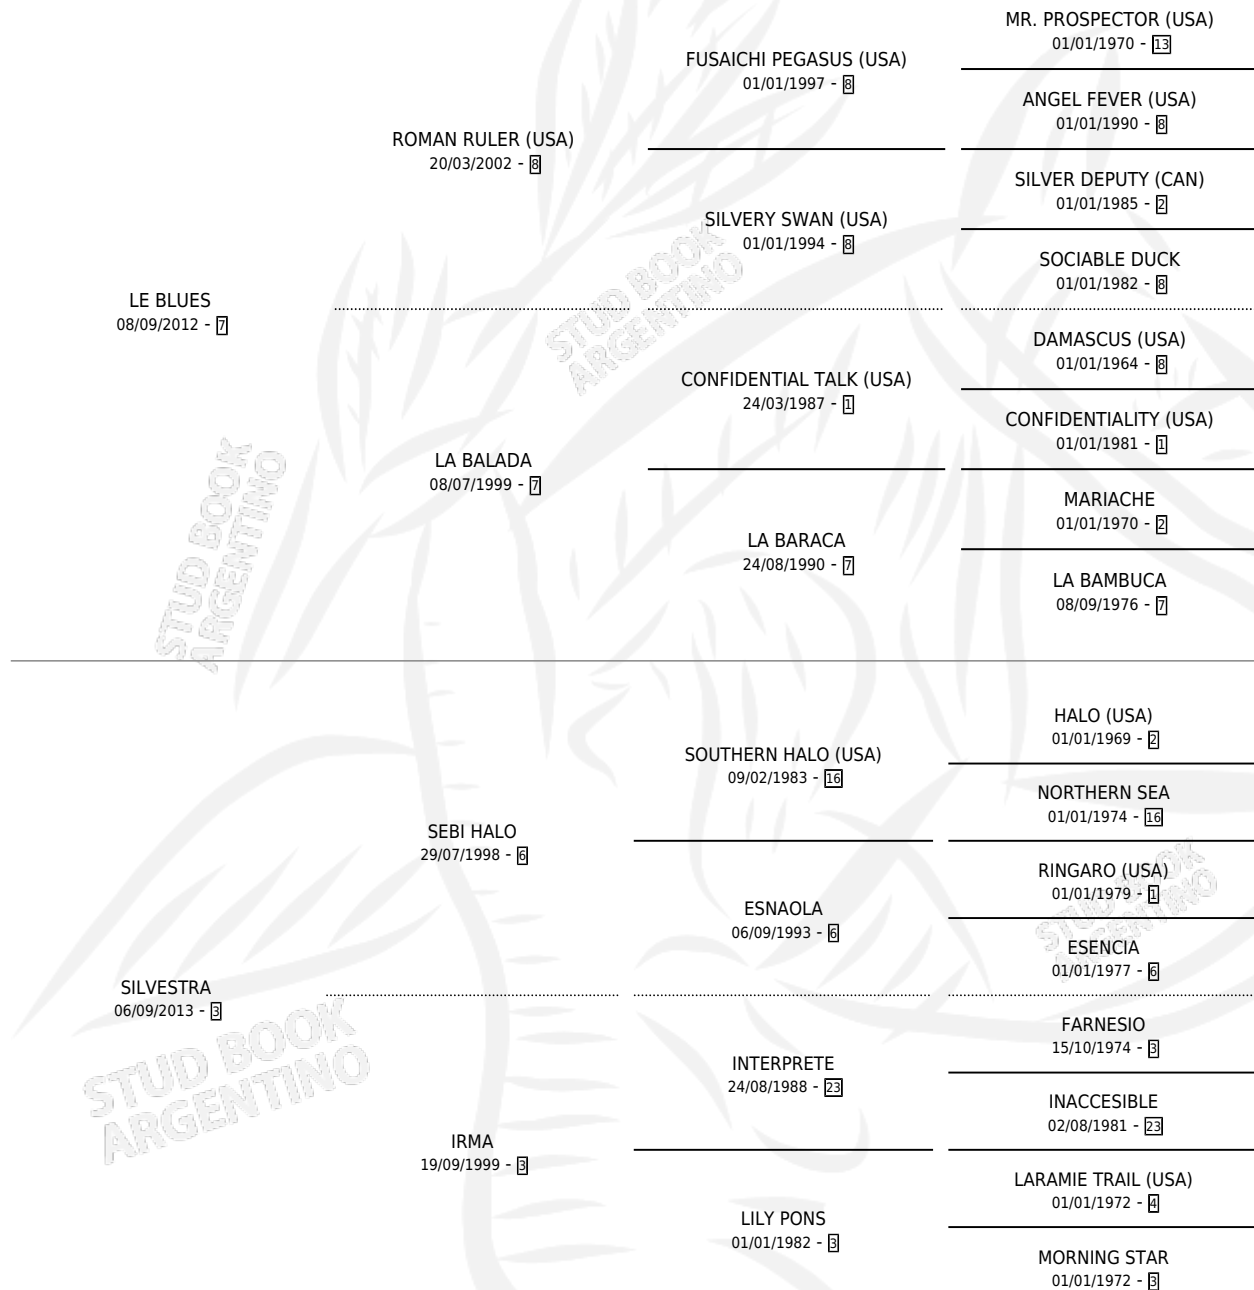 MR. PROSPECTOR (USA)
01/01/1970 - 13
FUSAICHI PEGASUS (USA)
01/01/1997 - 8
ANGEL FEVER (USA)
01/01/1990 - 8
ROMAN RULER (USA)
20/03/2002 - 8
SILVER DEPUTY (CAN)
01/01/1985 - 2
SILVERY SWAN (USA)
01/01/1994 - 8
SOCIABLE DUCK
01/01/1982 - 8
LE BLUES
08/09/2012 - 7
DAMASCUS (USA)
01/01/1964 - 8
CONFIDENTIAL TALK (USA)
24/03/1987 - 1
CONFIDENTIALITY (USA)
01/01/1981 - 1
LA BALADA
08/07/1999 - 7
MARIACHE
01/01/1970 - 2
LA BARACA
24/08/1990 - 7
LA BAMBUCA
08/09/1976 - 7
HALO (USA)
01/01/1969 - 2
SOUTHERN HALO (USA)
09/02/1983 - 16
NORTHERN SEA
01/01/1974 - 16
SEBI HALO
29/07/1998 - 6
RINGARO (USA)
01/01/1979 - 1
ESNAOLA
06/09/1993 - 6
ESENCIA
01/01/1977 - 6
SILVESTRA
06/09/2013 - 3
FARNESIO
15/10/1974 - 3
INTERPRETE
24/08/1988 - 23
INACCESIBLE
02/08/1981 - 23
IRMA
19/09/1999 - 3
LARAMIE TRAIL (USA)
01/01/1972 - 4
LILY PONS
01/01/1982 - 3
MORNING STAR
01/01/1972 - 3
STUD BOOK
ARGENTINO
STUD BOOK
ARGENTINO
STUD BOOK
ARGENTINO
STUD BOOK
ARGENTINO